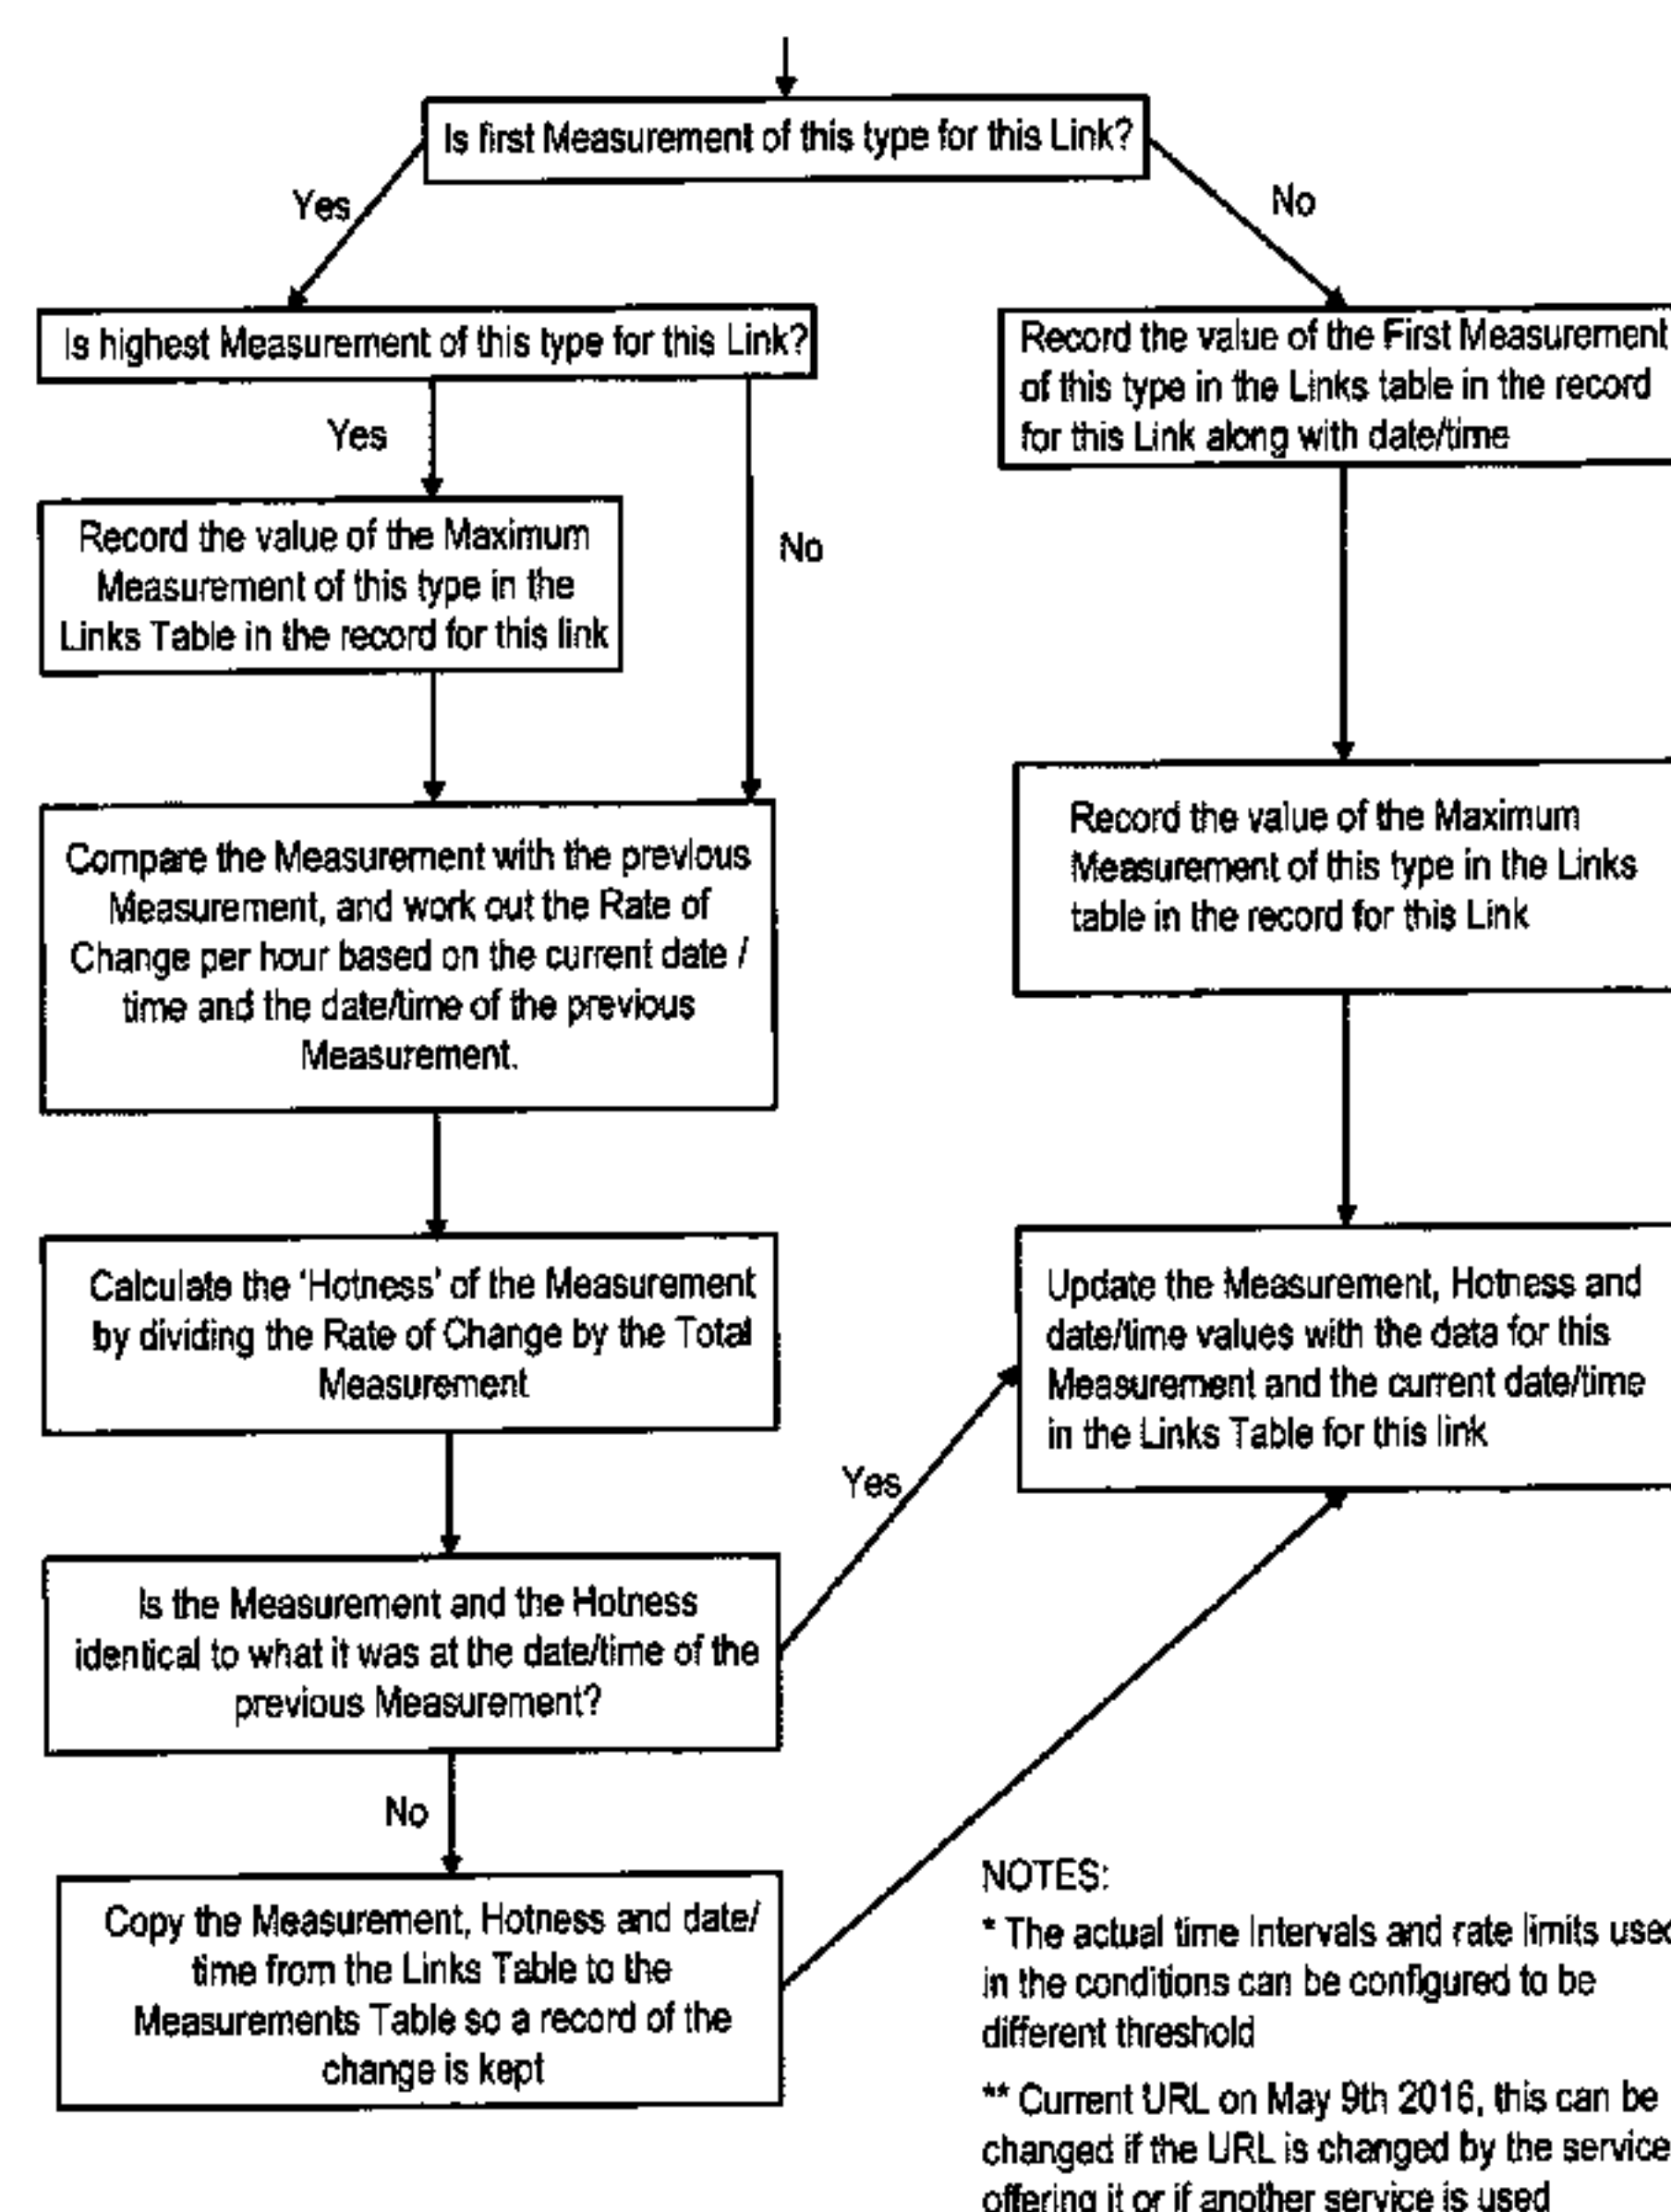 Is first Measurement of this type for this Link?
Yes
No
Is highest Measurement of this type for this Link?
Yes
No
Record the value of the Maximum
Measurement of this type in the
Links Table in the record for this link
Compare the Measurement with the previous
Measurement, and work out the Rate of
Change per hour based on the current date /
time and the date/time of the previous
Measurement.
Calculate the 'Hotness' of the Measurement
by dividing the Rate of Change by the Total
Measurement
Is the Measurement and the Hotness
identical to what it was at the date/time of the
previous Measurement?
Yes
No
Copy the Measurement, Hotness and date/
time from the Links Table to the
Measurements Table so a record of the
change is kept
Record the value of the First Measurement
of this type in the Links table in the record
for this Link along with date/time
Record the value of the Maximum
Measurement of this type in the Links
table in the record for this Link
Update the Measurement, Hotness and
date/time values with the data for this
Measurement and the current date/time
in the Links Table for this link
NOTES:
* The actual time Intervals and rate limits used
in the conditions can be configured to be
different threshold
** Current URL on May 9th 2016, this can be
changed if the URL is changed by the service
offering it or if another service is used